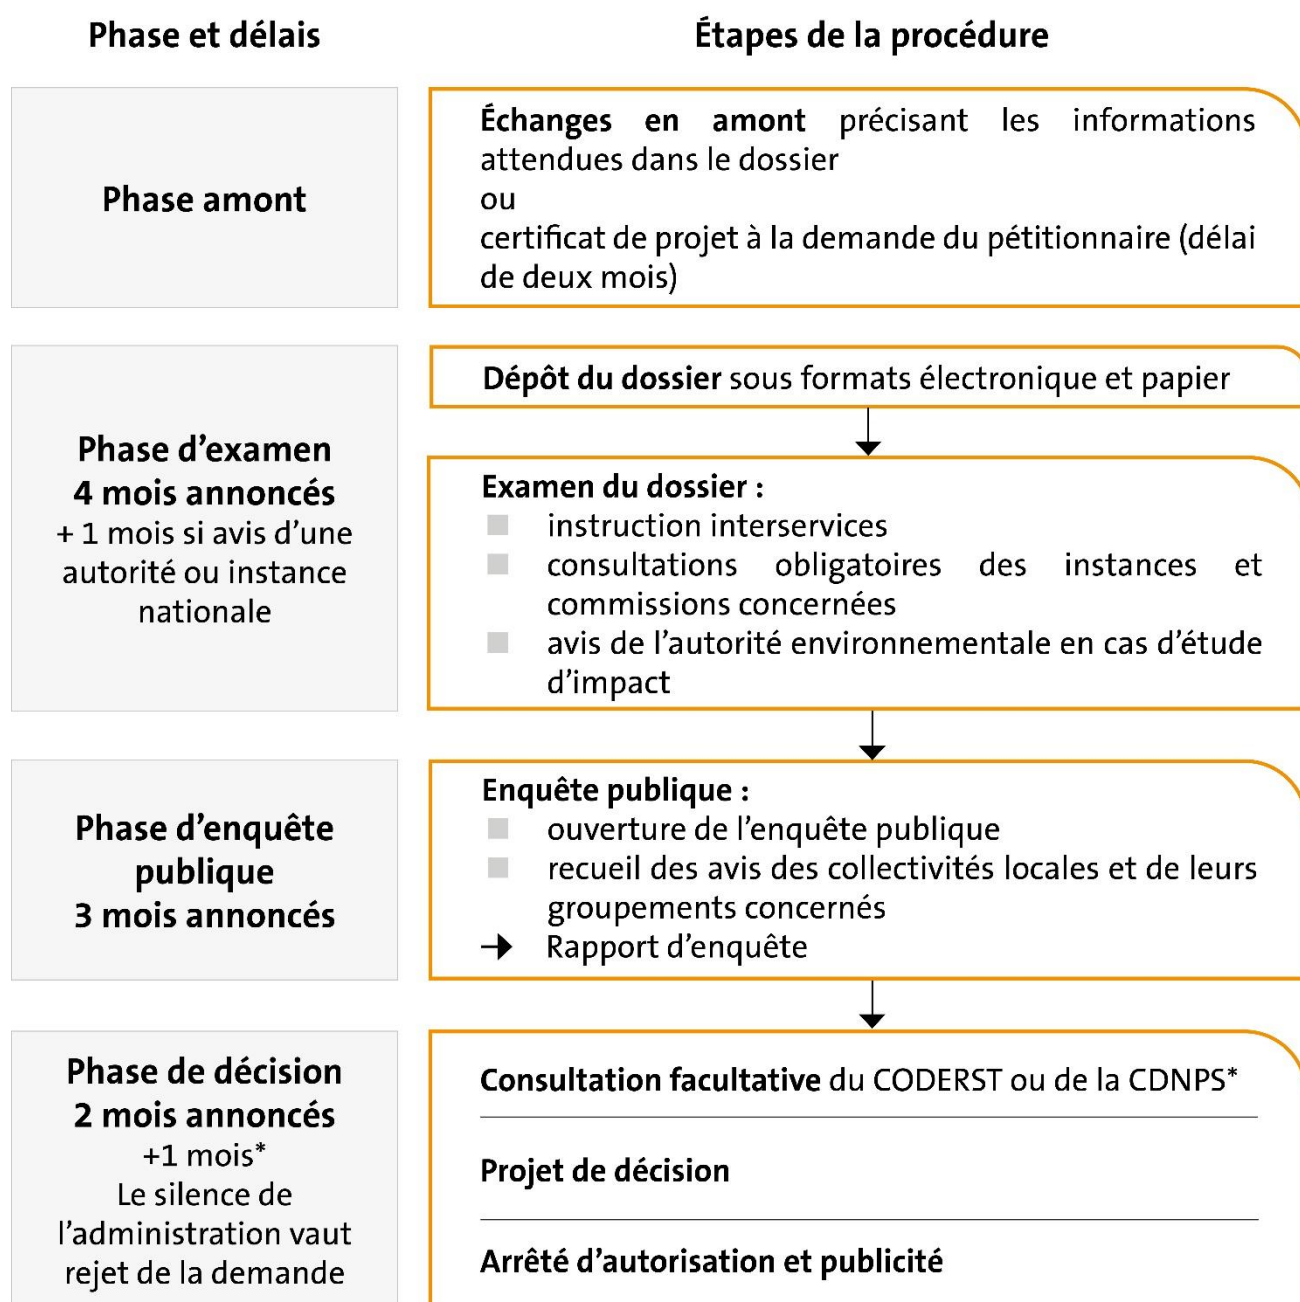 Phase et délais
Étapes de la procédure
Phase amont
Échanges en amont précisant les informations
attendues dans le dossier
ou
certificat de projet à la demande du pétitionnaire (délai
de deux mois)
Phase d’examen
4 mois annoncés
+ 1 mois si avis d’une
autorité ou instance
nationale
Dépôt du dossier sous formats électronique et papier
Examen du dossier :
instruction interservices
consultations obligatoires des instances et
commissions concernées
avis de l’autorité environnementale en cas d’étude
d’impact
Phase d’enquête
publique
3 mois annoncés
Enquête publique :
ouverture de l’enquête publique
recueil des avis des collectivités locales et de leurs
groupements concernés
→ Rapport d’enquête
Phase de décision
2 mois annoncés
+1 mois*
Le silence de
l’administration vaut
rejet de la demande
Consultation facultative du CODERST ou de la CDNPS*
Projet de décision
Arrêté d’autorisation et publicité